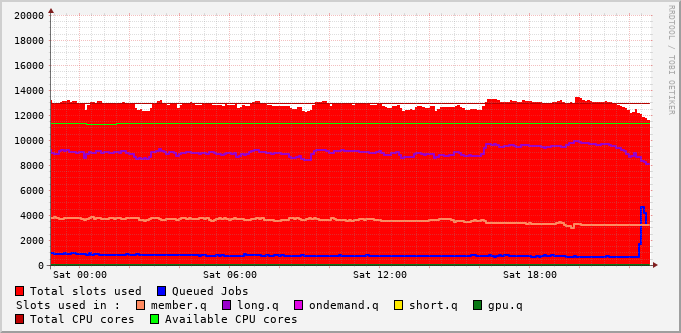 20000
18000
16000
14000
12000
10000
8000
6000
4000
2000
0
Sat 00:00 Sat 06:00 Sat 12:00 Sat 18:00
RRDTOOL / TOBI OETIKER
Total slots used Queued Jobs
Slots used in : member.q long.q ondemand.q short.q gpu.q
Total CPU cores Available CPU cores